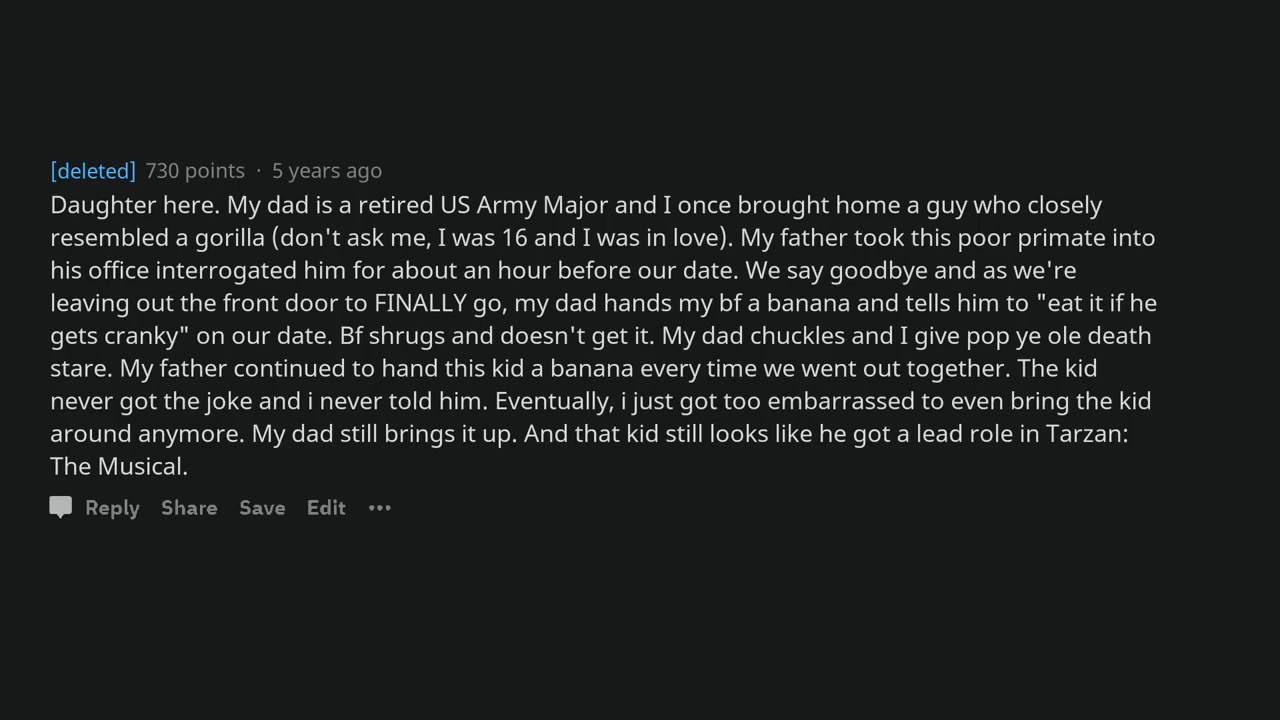 [deleted] 730 points · 5 years ago
Daughter here. My dad is a retired US Army Major and I once brought home a guy who closely
resembled a gorilla (don't ask me, I was 16 and I was in love). My father took this poor primate into
his office interrogated him for about an hour before our date. We say goodbye and as we're
leaving out the front door to FINALLY go, my dad hands my bf a banana and tells him to "eat it if he
gets cranky" on our date. Bf shrugs and doesn't get it. My dad chuckles and I give pop ye ole death
stare. My father continued to hand this kid a banana every time we went out together. The kid
never got the joke and i never told him. Eventually, i just got too embarrassed to even bring the kid
around anymore. My dad still brings it up. And that kid still looks like he got a lead role in Tarzan:
The Musical.
Reply Share Save Edit •••